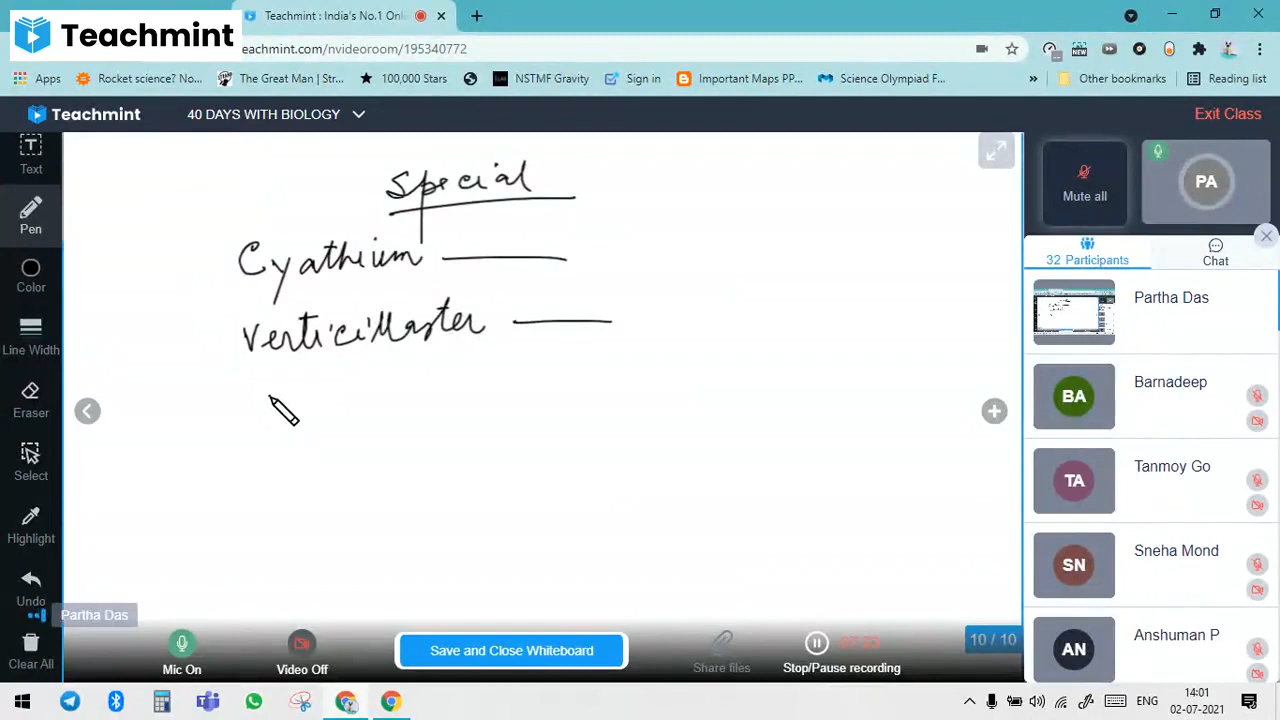 Teachmint : India's No.1 Onli
Teachmint
eachmint.com/nvideoroom/195340772
Apps
Rocket science? No...
The Great Man | Str...
100,000 Stars
NSTMF Gravity
Sign in
Important Maps PP...
Science Olympiad F...
»
Other bookmarks
Reading list
NEW
Teachmint
40 DAYS WITH BIOLOGY
Exit Class
Text
Pen
Color
Line Width
Eraser
Select
Highlight
Undo
Clear All
Special
Cyathium
Verticillaster
Partha Das
Mic On
Video Off
Save and Close Whiteboard
Share files
Stop/Pause recording
10 / 10
Mute all
PA
32 Participants
Chat
Partha Das
BA
Barnadeep
TA
Tanmoy Go
SN
Sneha Mond
AN
Anshuman P
ENG
14:01
02-07-2021